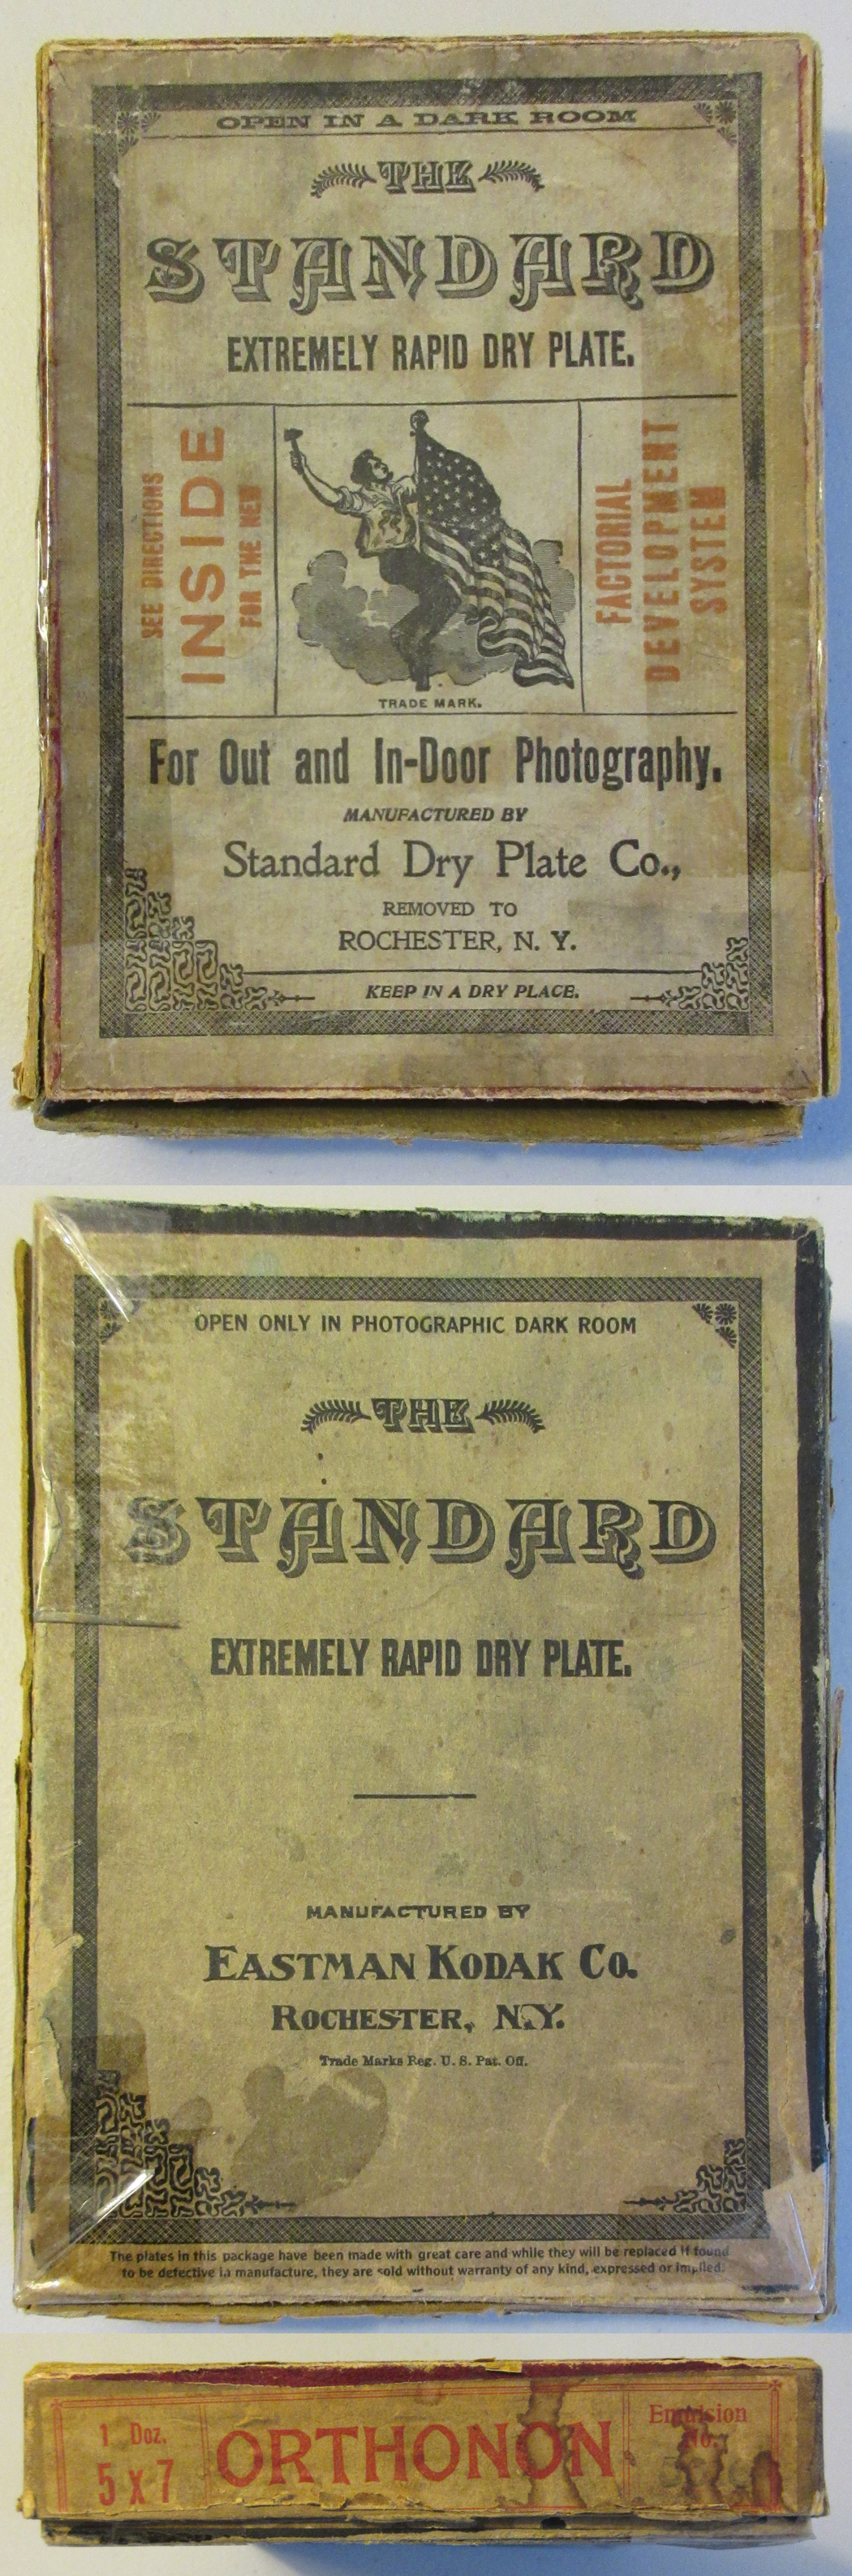 OPEN IN A DARK ROOM
THE
STANDARD
EXTREMELY RAPID DRY PLATE.
SEE DIRECTIONS
INSIDE
FOR THE NEW
FACTORIAL
DEVELOPMENT
SYSTEM
TRADE MARK.
For Out and In-Door Photography.
MANUFACTURED BY
Standard Dry Plate Co.,
REMOVED TO
ROCHESTER, N. Y.
KEEP IN A DRY PLACE.
OPEN ONLY IN PHOTOGRAPHIC DARK ROOM
THE
STANDARD
EXTREMELY RAPID DRY PLATE.
MANUFACTURED BY
EASTMAN KODAK CO.
ROCHESTER, N.Y.
Trade Marks Reg. U. S. Pat. Off.
The plates in this package have been made with great care and while they will be replaced if found
to be defective in manufacture, they are sold without warranty of any kind, expressed or implied.
1 Doz.
5 x 7
ORTHONON
Emulsion
No.